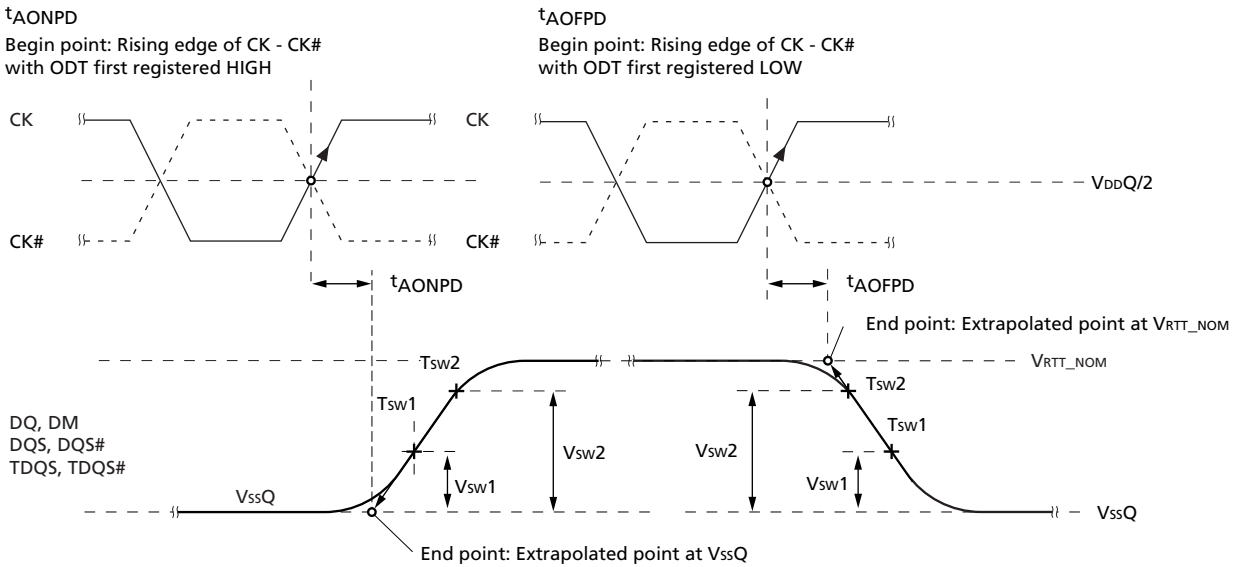 tAONPD
Begin point: Rising edge of CK - CK#
with ODT first registered HIGH
tAOFPD
Begin point: Rising edge of CK - CK#
with ODT first registered LOW
CK
CK
VDDQ/2
CK#
CK#
tAONPD
tAOFPD
End point: Extrapolated point at VRTT_NOM
VRTT_NOM
TSW2
TSW2
TSW1
TSW1
DQ, DM
DQS, DQS#
TDQS, TDQS#
VSW2
VSW2
VSW1
VSW1
VSSQ
VSSQ
End point: Extrapolated point at VSSQ